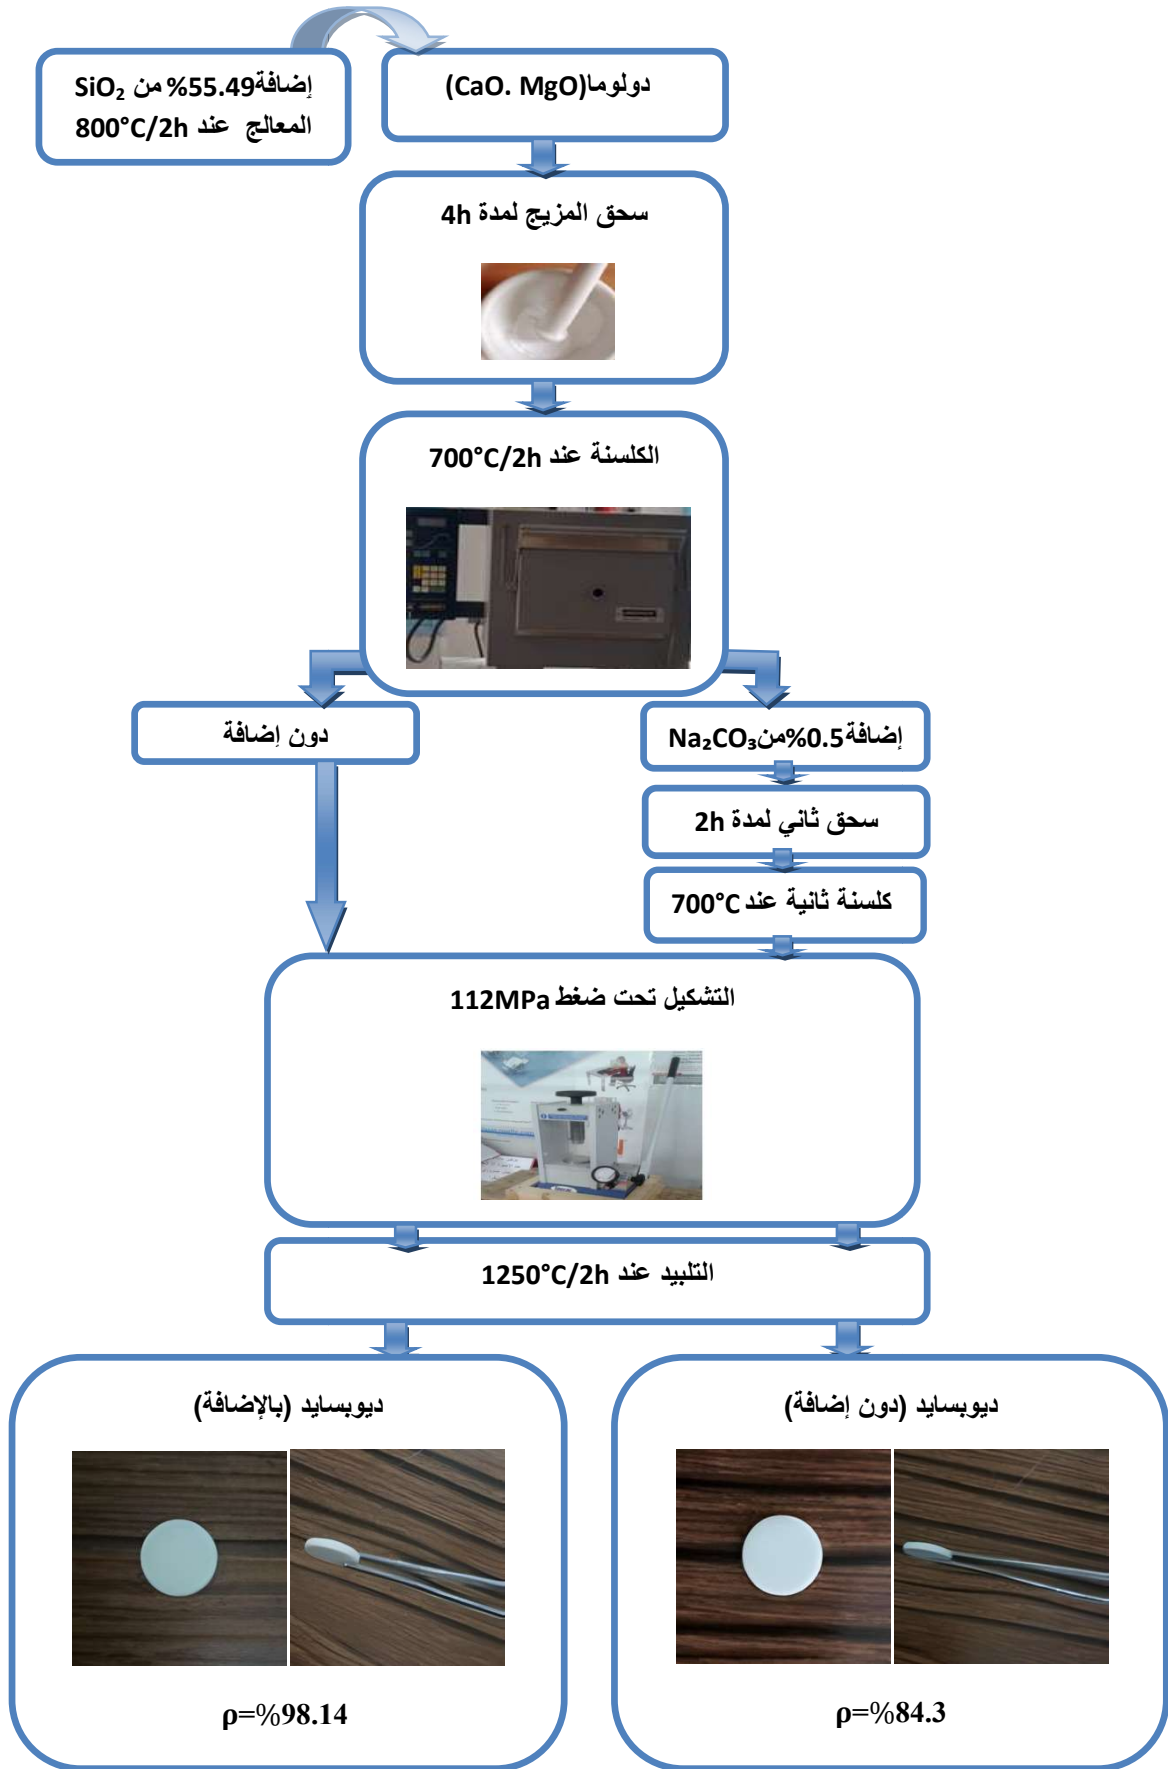 إضافة55.49% من SiO₂
المعالج عند 800°C/2h
دولوما(CaO. MgO)
سحق المزيج لمدة 4h
الكلسنة عند 700°C/2h
دون إضافة
إضافة0.5%منNa₂CO₃
سحق ثاني لمدة 2h
كلسنة ثانية عند 700°C
التشكيل تحت ضغط 112MPa
التلبيد عند 1250°C/2h
ديوبسايد (بالإضافة)
ρ=%98.14
ديوبسايد (دون إضافة)
ρ=%84.3